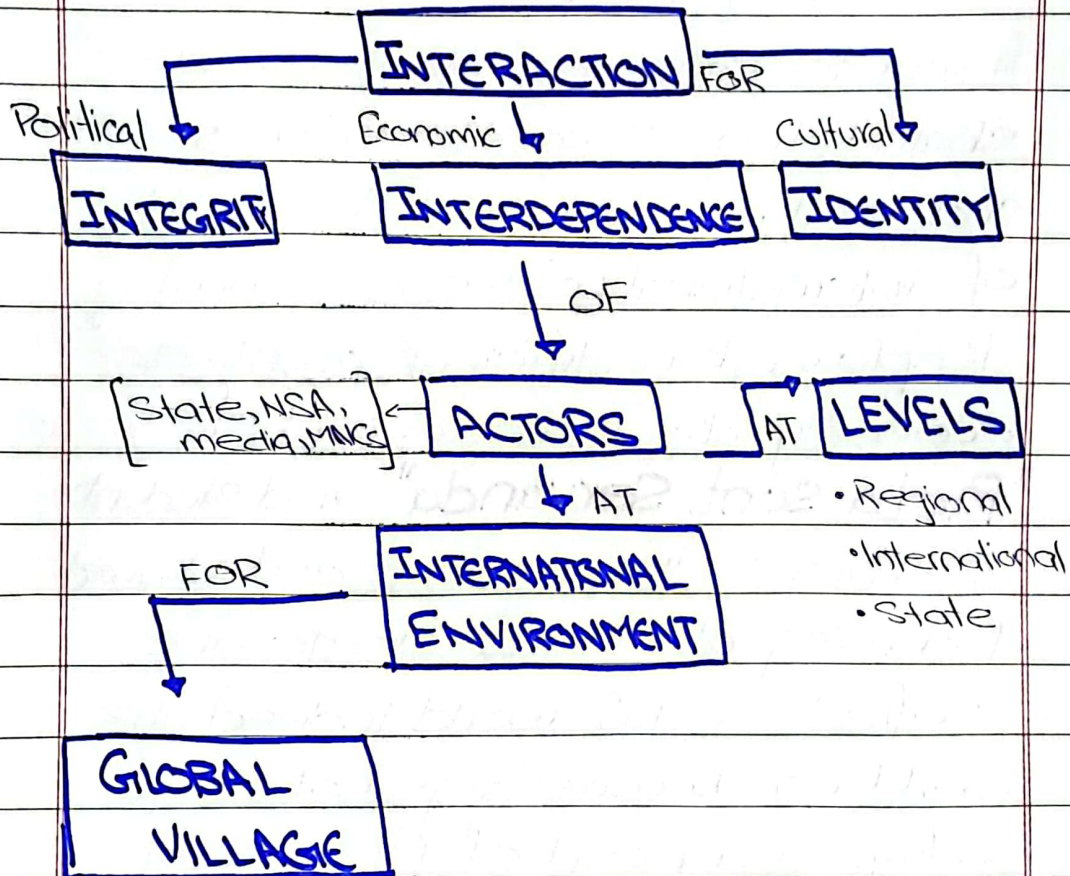 INTERACTION
FOR
Political
Economic
Cultural
INTEGRITY
INTERDEPENDENCE
IDENTITY
OF
[State, NSA,
media, MNCs]
ACTORS
AT
LEVELS
• Regional
• International
• State
AT
INTERNATIONAL
ENVIRONMENT
FOR
GLOBAL
VILLAGE